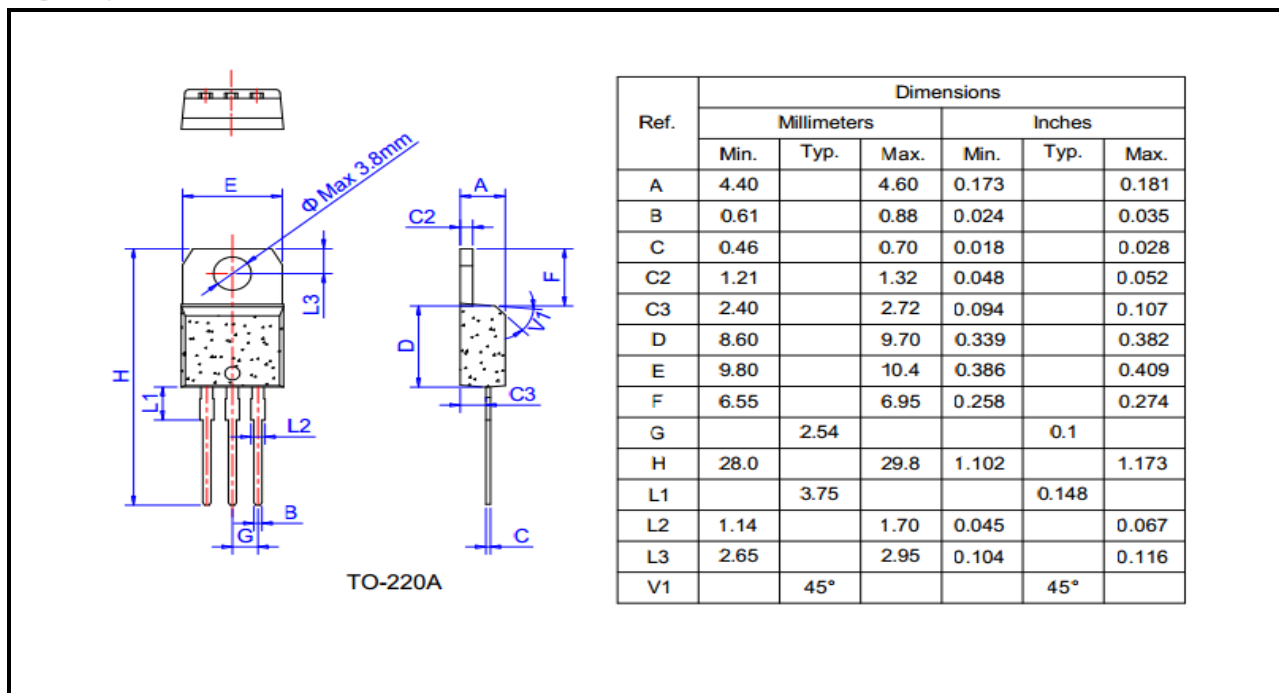 E
Φ Max 3.8mm
L3
H
L1
L2
B
G
A
C2
F
V1
D
C3
C
TO-220A
Ref. Dimensions
Millimeters Inches
Min. Typ. Max. Min. Typ. Max.
A 4.40 4.60 0.173 0.181
B 0.61 0.88 0.024 0.035
C 0.46 0.70 0.018 0.028
C2 1.21 1.32 0.048 0.052
C3 2.40 2.72 0.094 0.107
D 8.60 9.70 0.339 0.382
E 9.80 10.4 0.386 0.409
F 6.55 6.95 0.258 0.274
G 2.54 0.1
H 28.0 29.8 1.102 1.173
L1 3.75 0.148
L2 1.14 1.70 0.045 0.067
L3 2.65 2.95 0.104 0.116
V1 45° 45°